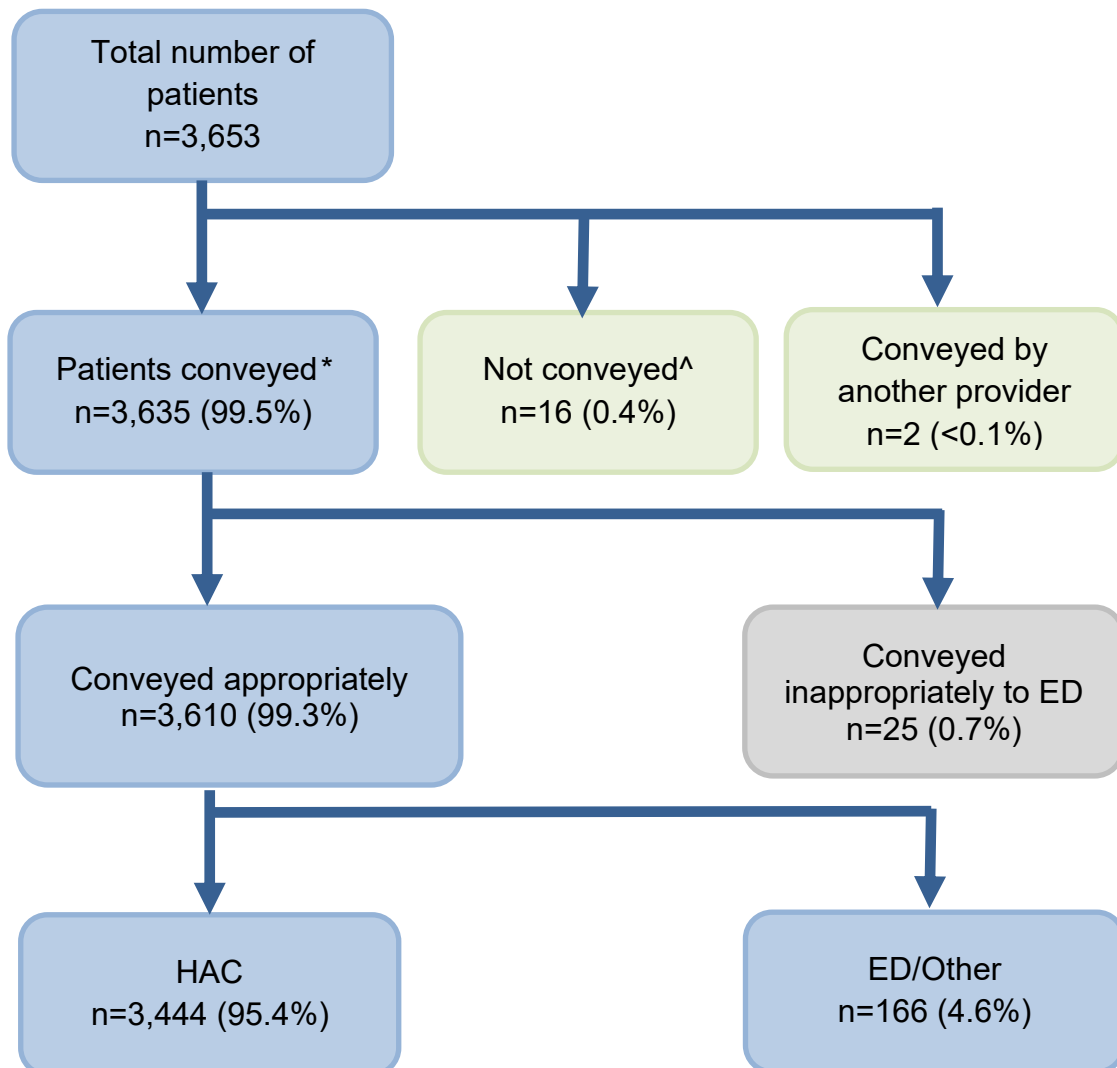 Total number of
patients
n=3,653
Patients conveyed*
n=3,635 (99.5%)
Not conveyed^
n=16 (0.4%)
Conveyed by
another provider
n=2 (<0.1%)
Conveyed appropriately
n=3,610 (99.3%)
Conveyed
inappropriately to ED
n=25 (0.7%)
HAC
n=3,444 (95.4%)
ED/Other
n=166 (4.6%)